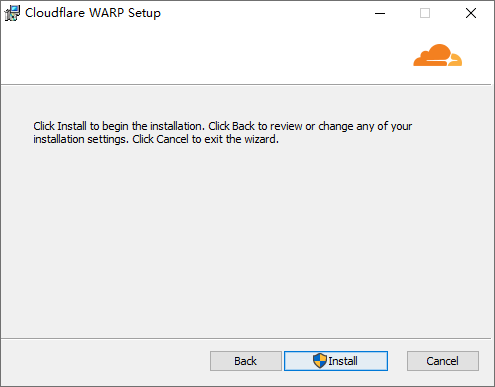 Cloudflare WARP Setup
Click Install to begin the installation. Click Back to review or change any of your
installation settings. Click Cancel to exit the wizard.
Back
Install
Cancel